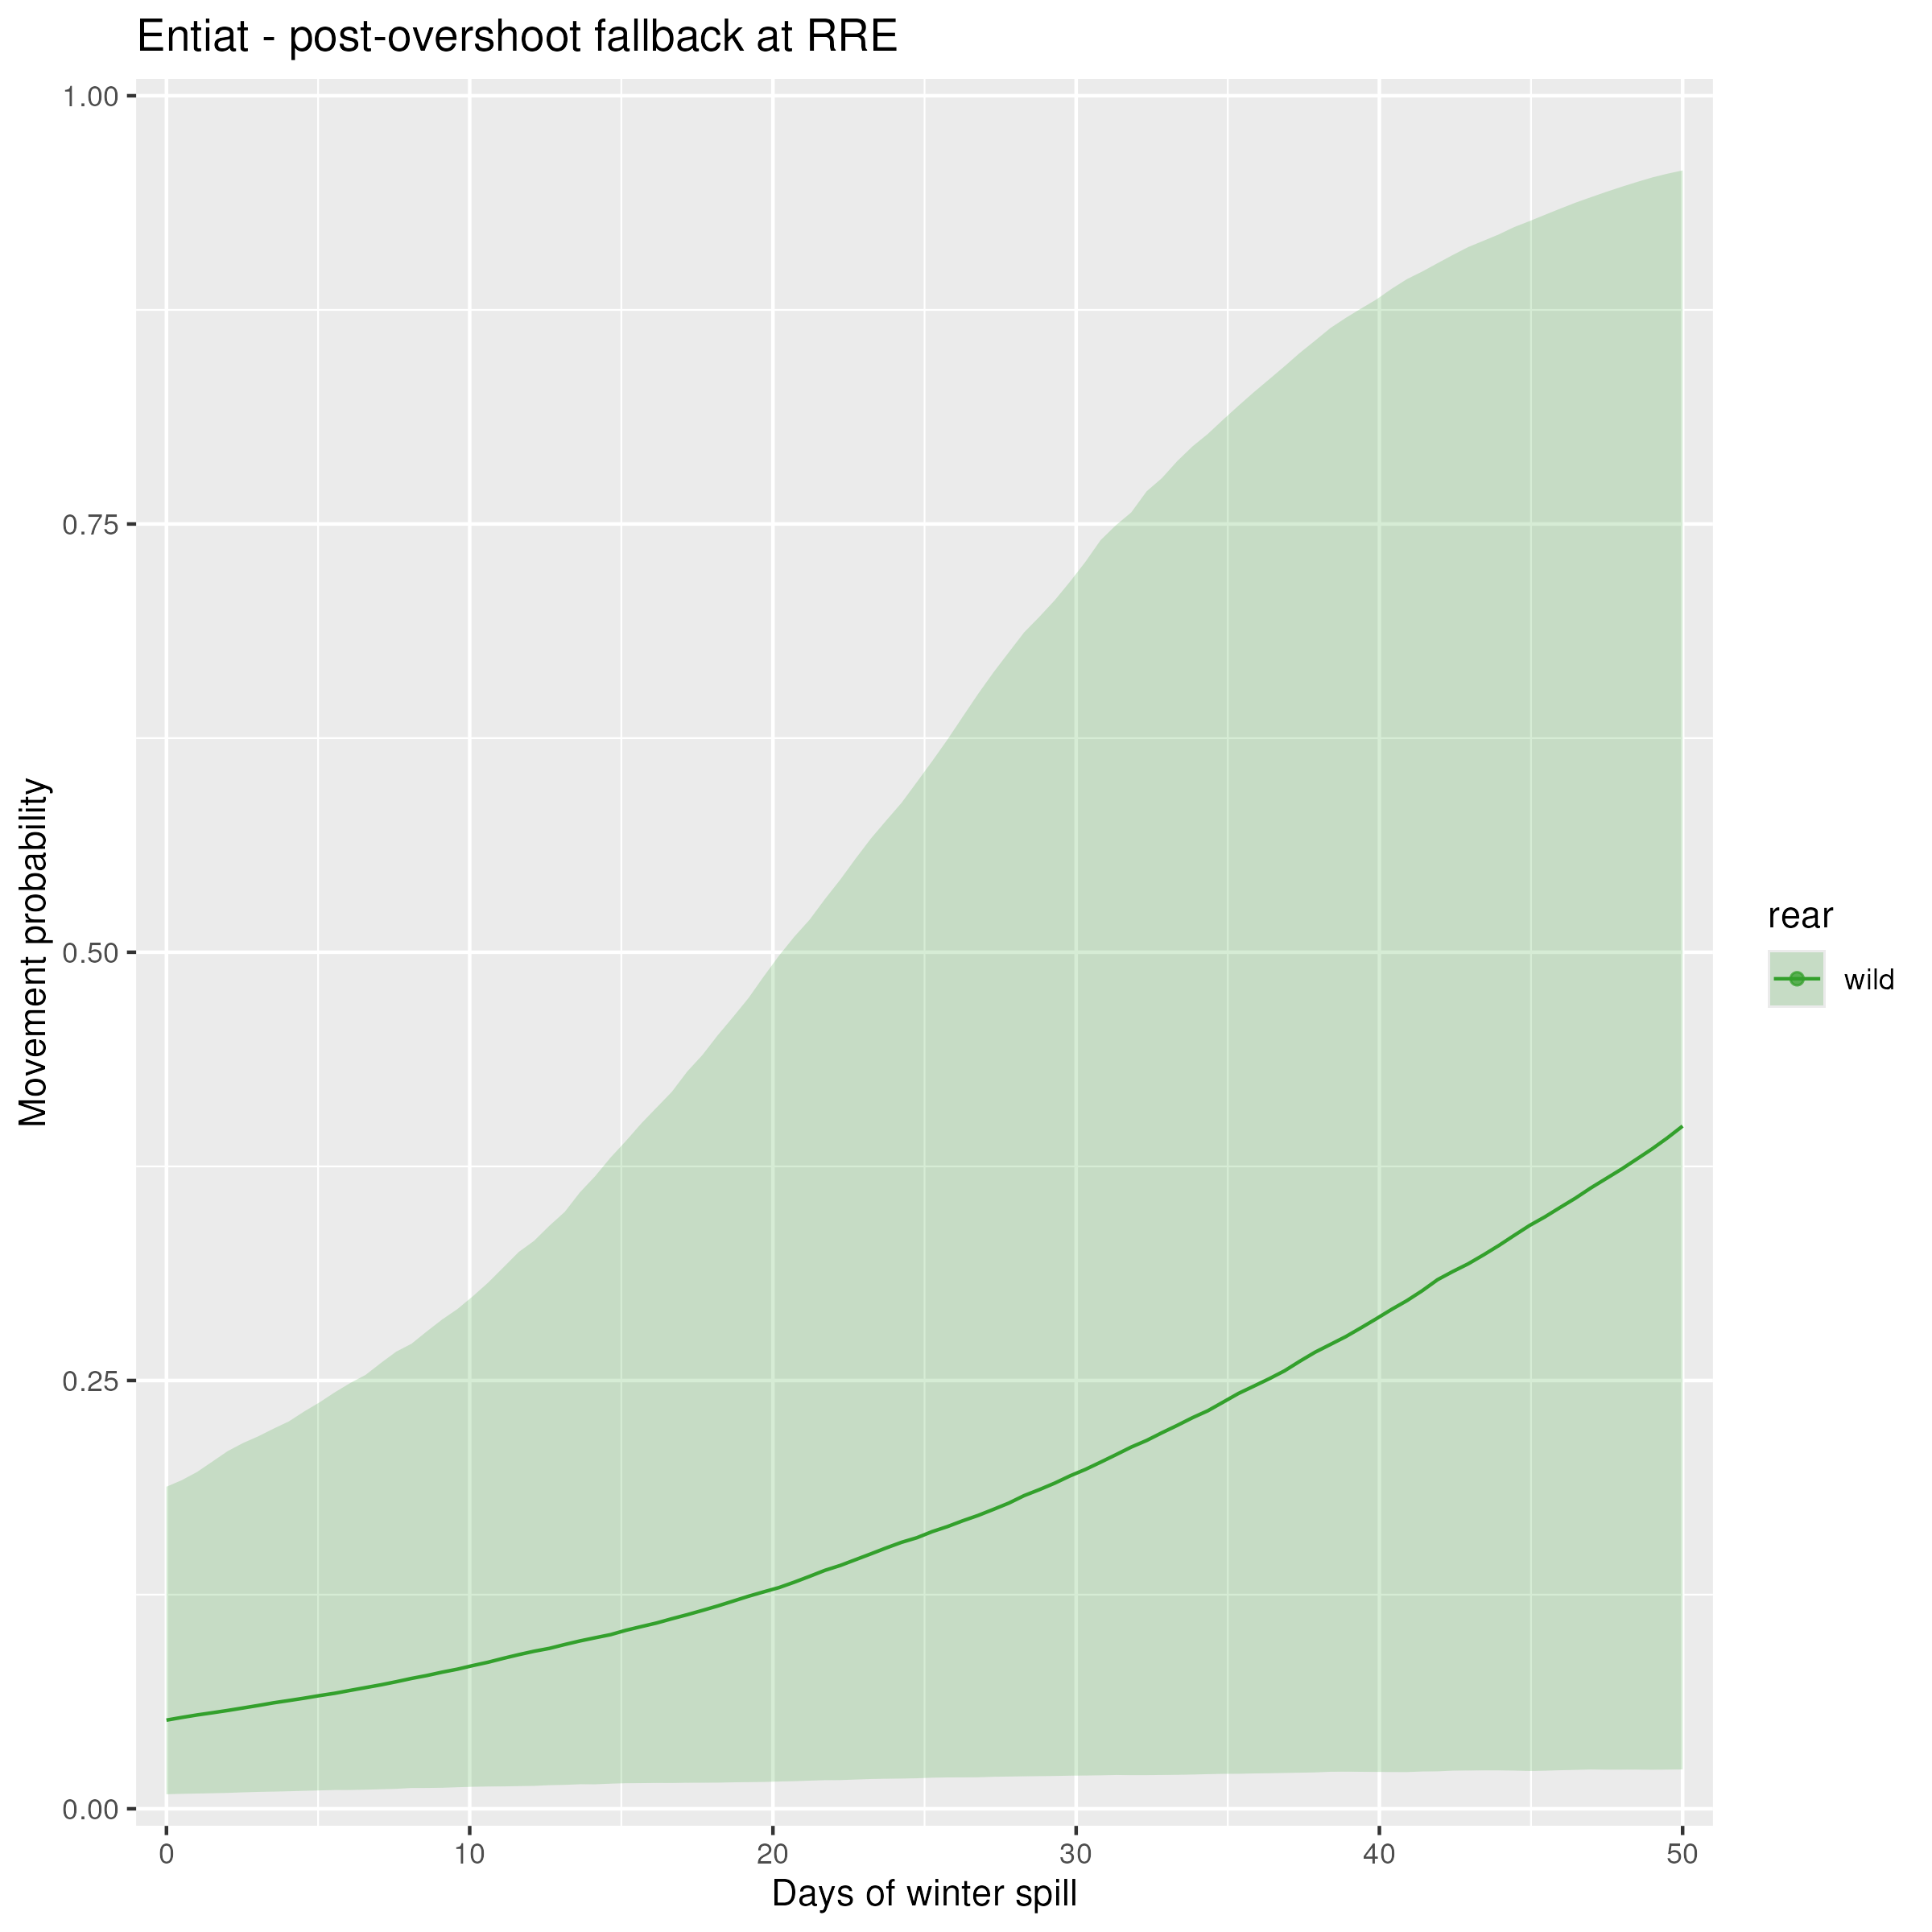 Entiat - post-overshoot fallback at RRE
1.00
0.75
0.50
0.25
0.00
Movement probability
0 10 20 30 40 50
Days of winter spill
rear
wild